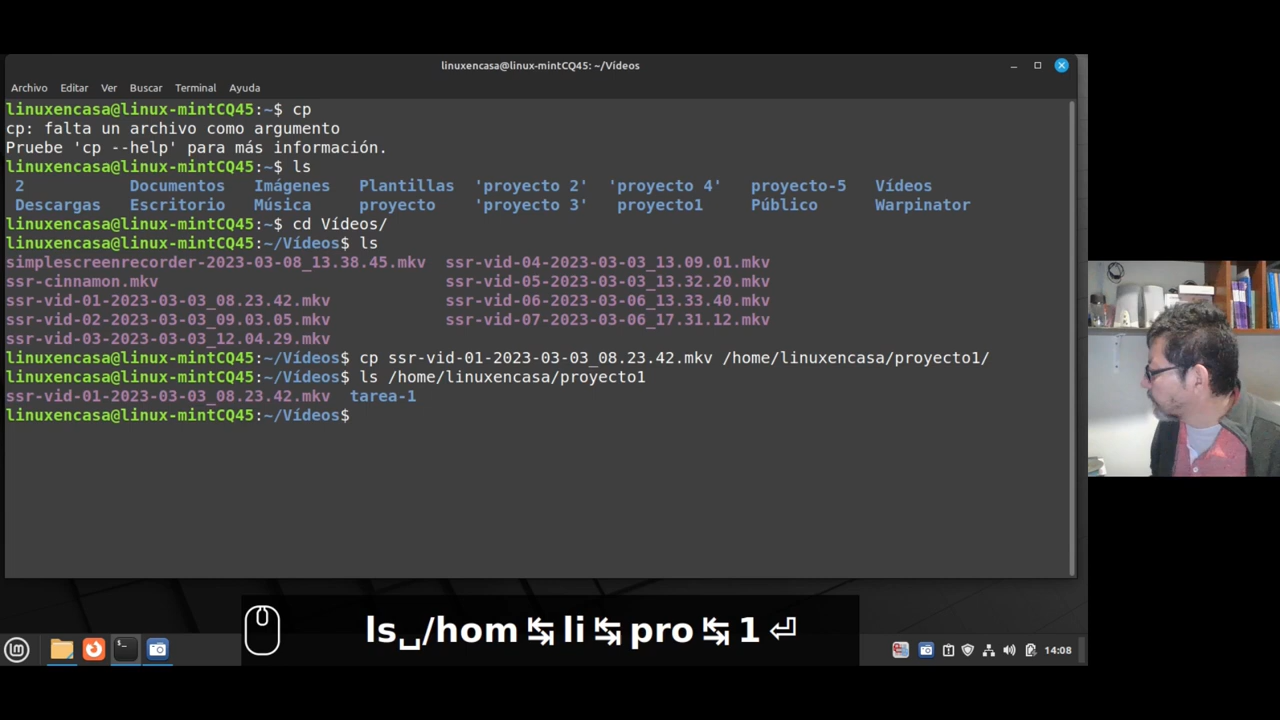 linuxencasa@linux-mintCQ45: ~/Vídeos
Archivo Editar Ver Buscar Terminal Ayuda
linuxencasa@linux-mintCQ45:~$ cp
cp: falta un archivo como argumento
Pruebe 'cp --help' para más información.
linuxencasa@linux-mintCQ45:~$ ls
2 Documentos Imágenes Plantillas 'proyecto 2' 'proyecto 4' proyecto-5 Vídeos
Descargas Escritorio Música proyecto 'proyecto 3' proyecto1 Público Warpinator
linuxencasa@linux-mintCQ45:~$ cd Vídeos/
linuxencasa@linux-mintCQ45:~/Vídeos$ ls
simplescreenrecorder-2023-03-08_13.38.45.mkv ssr-vid-04-2023-03-03_13.09.01.mkv
ssr-cinnamon.mkv ssr-vid-05-2023-03-03_13.32.20.mkv
ssr-vid-01-2023-03-03_08.23.42.mkv ssr-vid-06-2023-03-06_13.33.40.mkv
ssr-vid-02-2023-03-03_09.03.05.mkv ssr-vid-07-2023-03-06_17.31.12.mkv
ssr-vid-03-2023-03-03_12.04.29.mkv
linuxencasa@linux-mintCQ45:~/Vídeos$ cp ssr-vid-01-2023-03-03_08.23.42.mkv /home/linuxencasa/proyecto1/
linuxencasa@linux-mintCQ45:~/Vídeos$ ls /home/linuxencasa/proyecto1
ssr-vid-01-2023-03-03_08.23.42.mkv tarea-1
linuxencasa@linux-mintCQ45:~/Vídeos$
ls␣/hom↹li↹pro↹1⏎
14:08